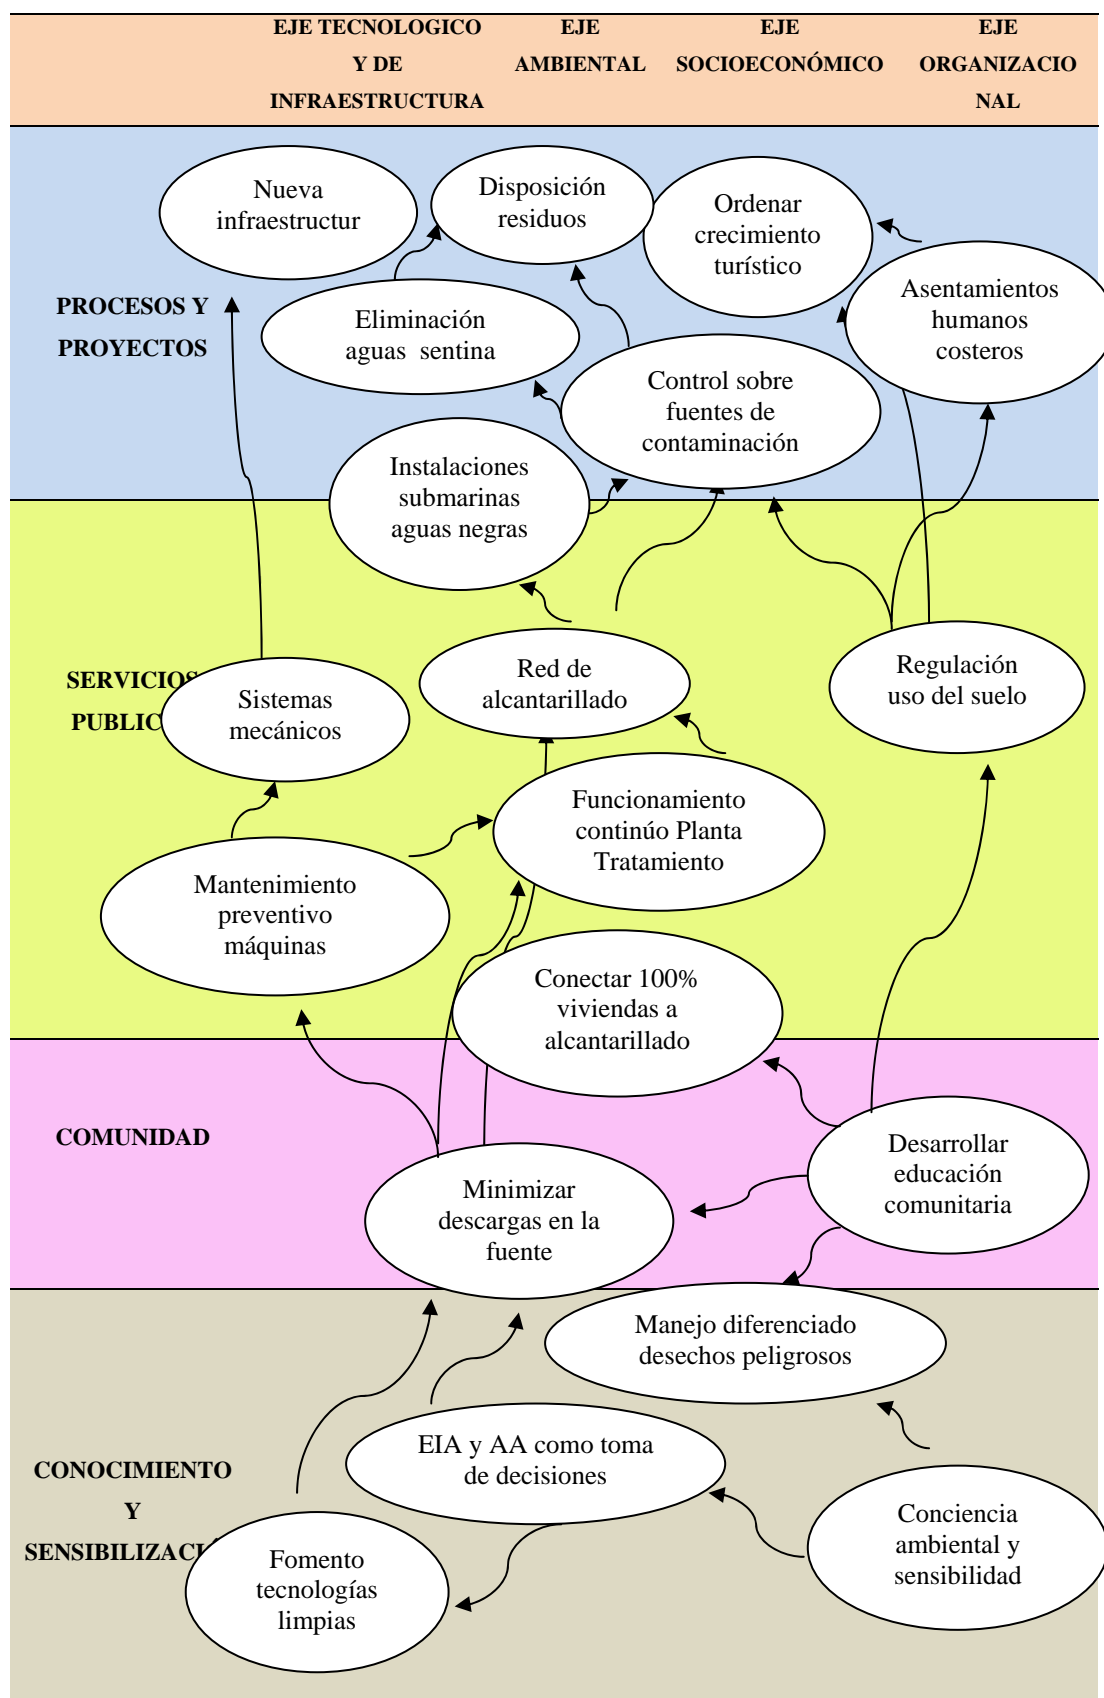 EJE TECNOLOGICO
Y DE
INFRAESTRUCTURA
EJE
AMBIENTAL
EJE
SOCIOECONÓMICO
EJE
ORGANIZACIO
NAL
PROCESOS Y
PROYECTOS
Nueva
infraestructur
Disposición
residuos
Ordenar
crecimiento
turístico
Asentamientos
humanos
costeros
Eliminación
aguas sentina
Control sobre
fuentes de
contaminación
Instalaciones
submarinas
aguas negras
SERVICIOS
PUBLIC
Sistemas
mecánicos
Red de
alcantarillado
Regulación
uso del suelo
Funcionamiento
continúo Planta
Tratamiento
Mantenimiento
preventivo
máquinas
Conectar 100%
viviendas a
alcantarillado
COMUNIDAD
Minimizar
descargas en la
fuente
Desarrollar
educación
comunitaria
Manejo diferenciado
desechos peligrosos
CONOCIMIENTO
Y
SENSIBILIZACI
EIA y AA como toma
de decisiones
Conciencia
ambiental y
sensibilidad
Fomento
tecnologías
limpias